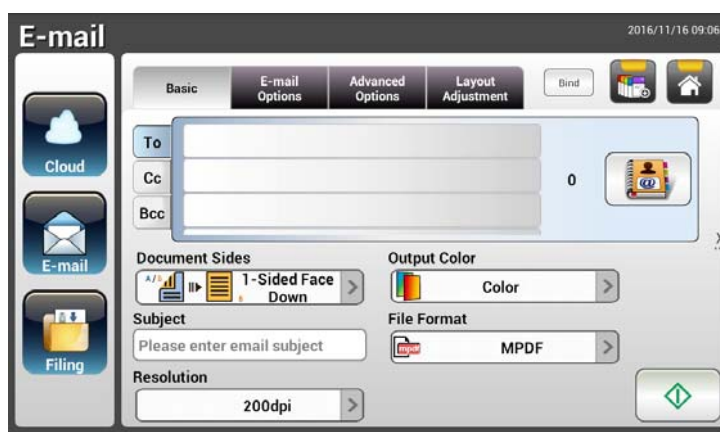 E-mail
2016/11/16 09:06
Basic
E-mail
Options
Advanced
Options
Layout
Adjustment
Bind
To
Cc
Bcc
0
Cloud
E-mail
Filing
Document Sides
Output Color
1-Sided Face
Down
Color
Subject
File Format
Please enter email subject
mpdf
MPDF
Resolution
200dpi